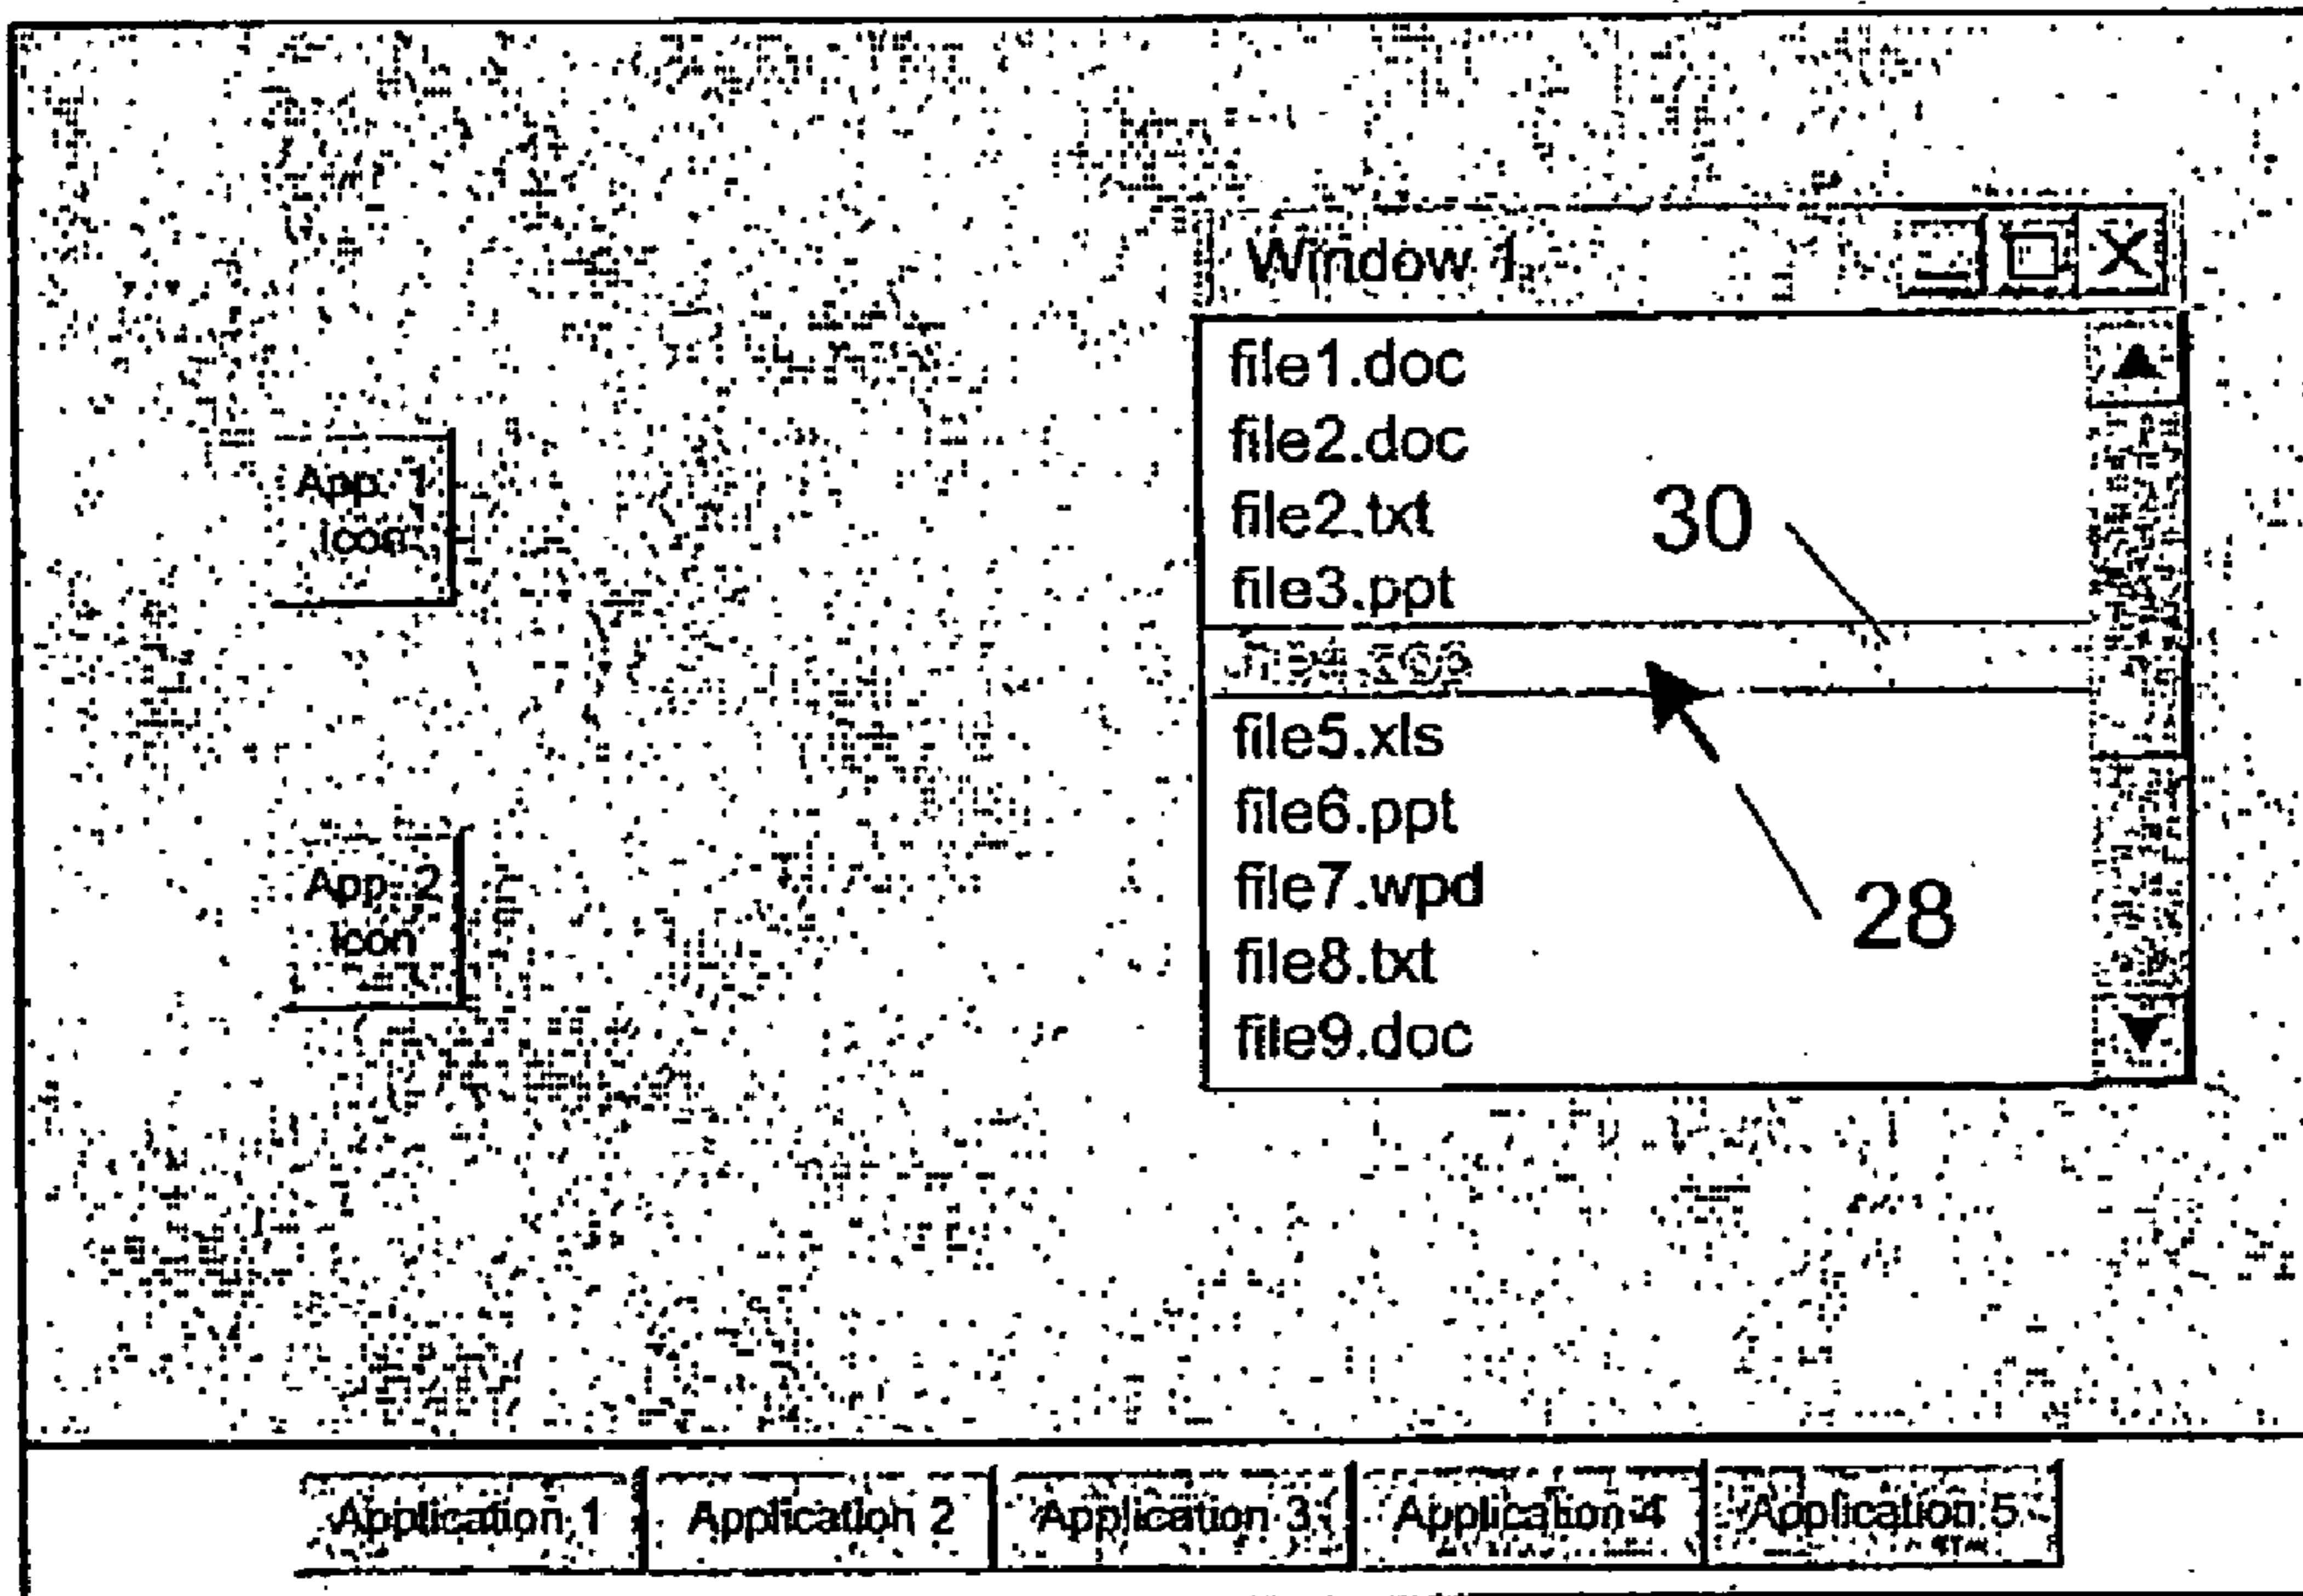 Window 1
file1.doc
file2.doc
file2.txt
30
file3.ppt
file5.xls
file6.ppt
file7.wpd
28
file8.txt
file9.doc
App. 1
Icon
App. 2
Icon
Application 1
Application 2
Application 3
Application 4
Application 5